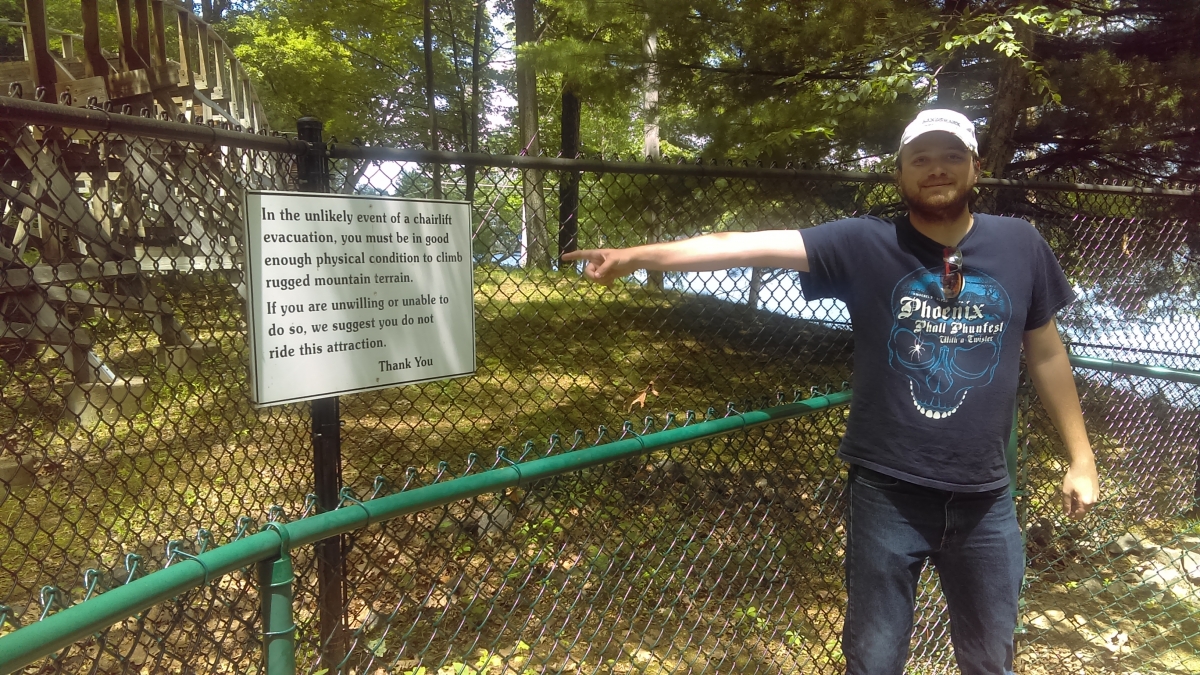 In the unlikely event of a chairlift
evacuation, you must be in good
enough physical condition to climb
rugged mountain terrain.
If you are unwilling or unable to
do so, we suggest you do not
ride this attraction.
Thank You
Phoenix
Phall Phunfest
With a Twister